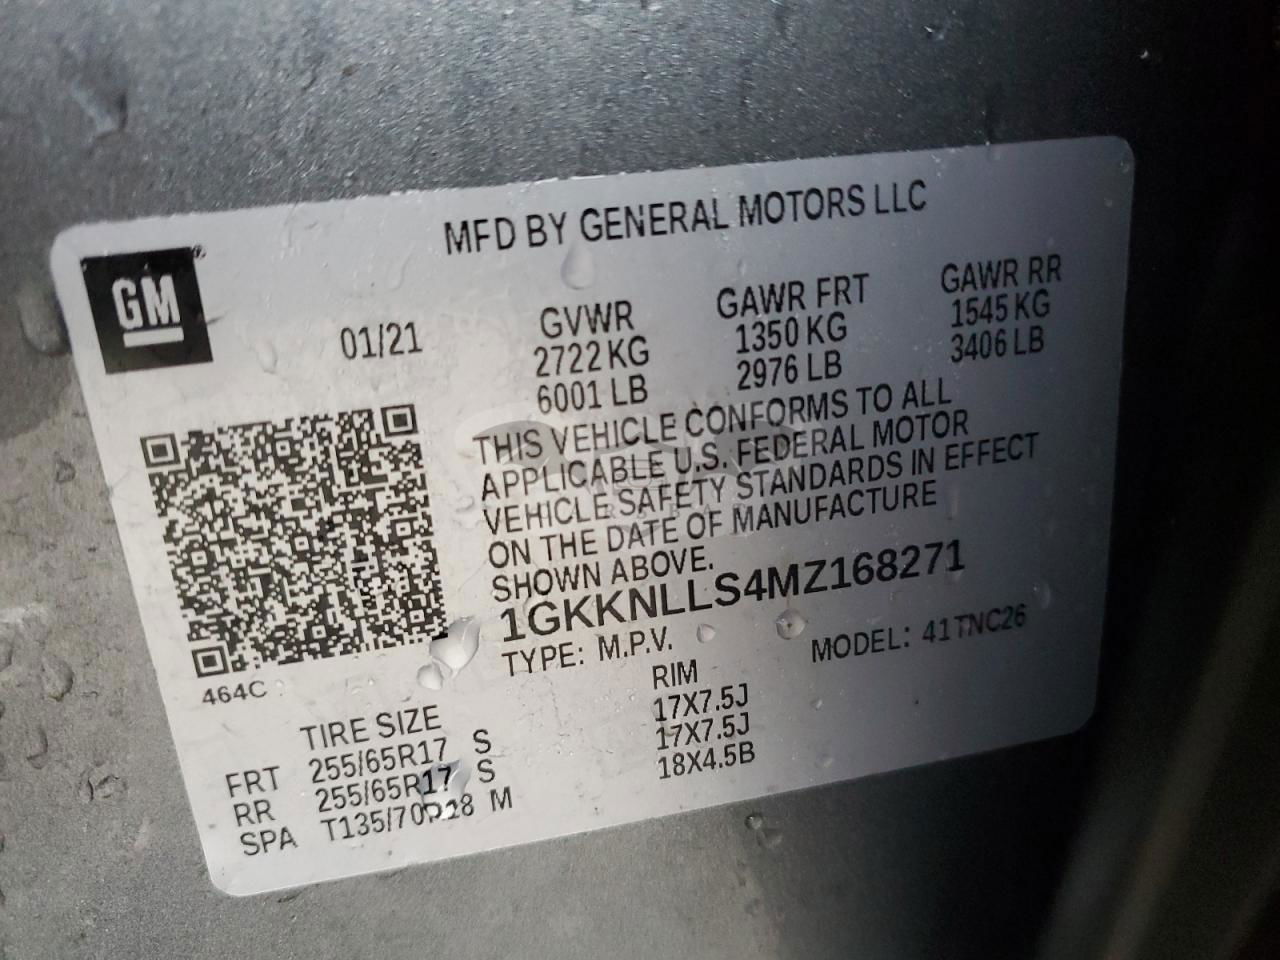 MFD BY GENERAL MOTORS LLC
GM®
01/21
GVWR GAWR FRT GAWR RR
2722 KG 1350 KG 1545 KG
6001 LB 2976 LB 3406 LB
THIS VEHICLE CONFORMS TO ALL
APPLICABLE U.S. FEDERAL MOTOR
VEHICLE SAFETY STANDARDS IN EFFECT
ON THE DATE OF MANUFACTURE
SHOWN ABOVE.
1GKKNLLS4MZ168271
TYPE: M.P.V. MODEL: 41TNC26
464C
TIRE SIZE RIM
FRT 255/65R17 S 17X7.5J
RR 255/65R17 S 17X7.5J
SPA T135/70R18 M 18X4.5B